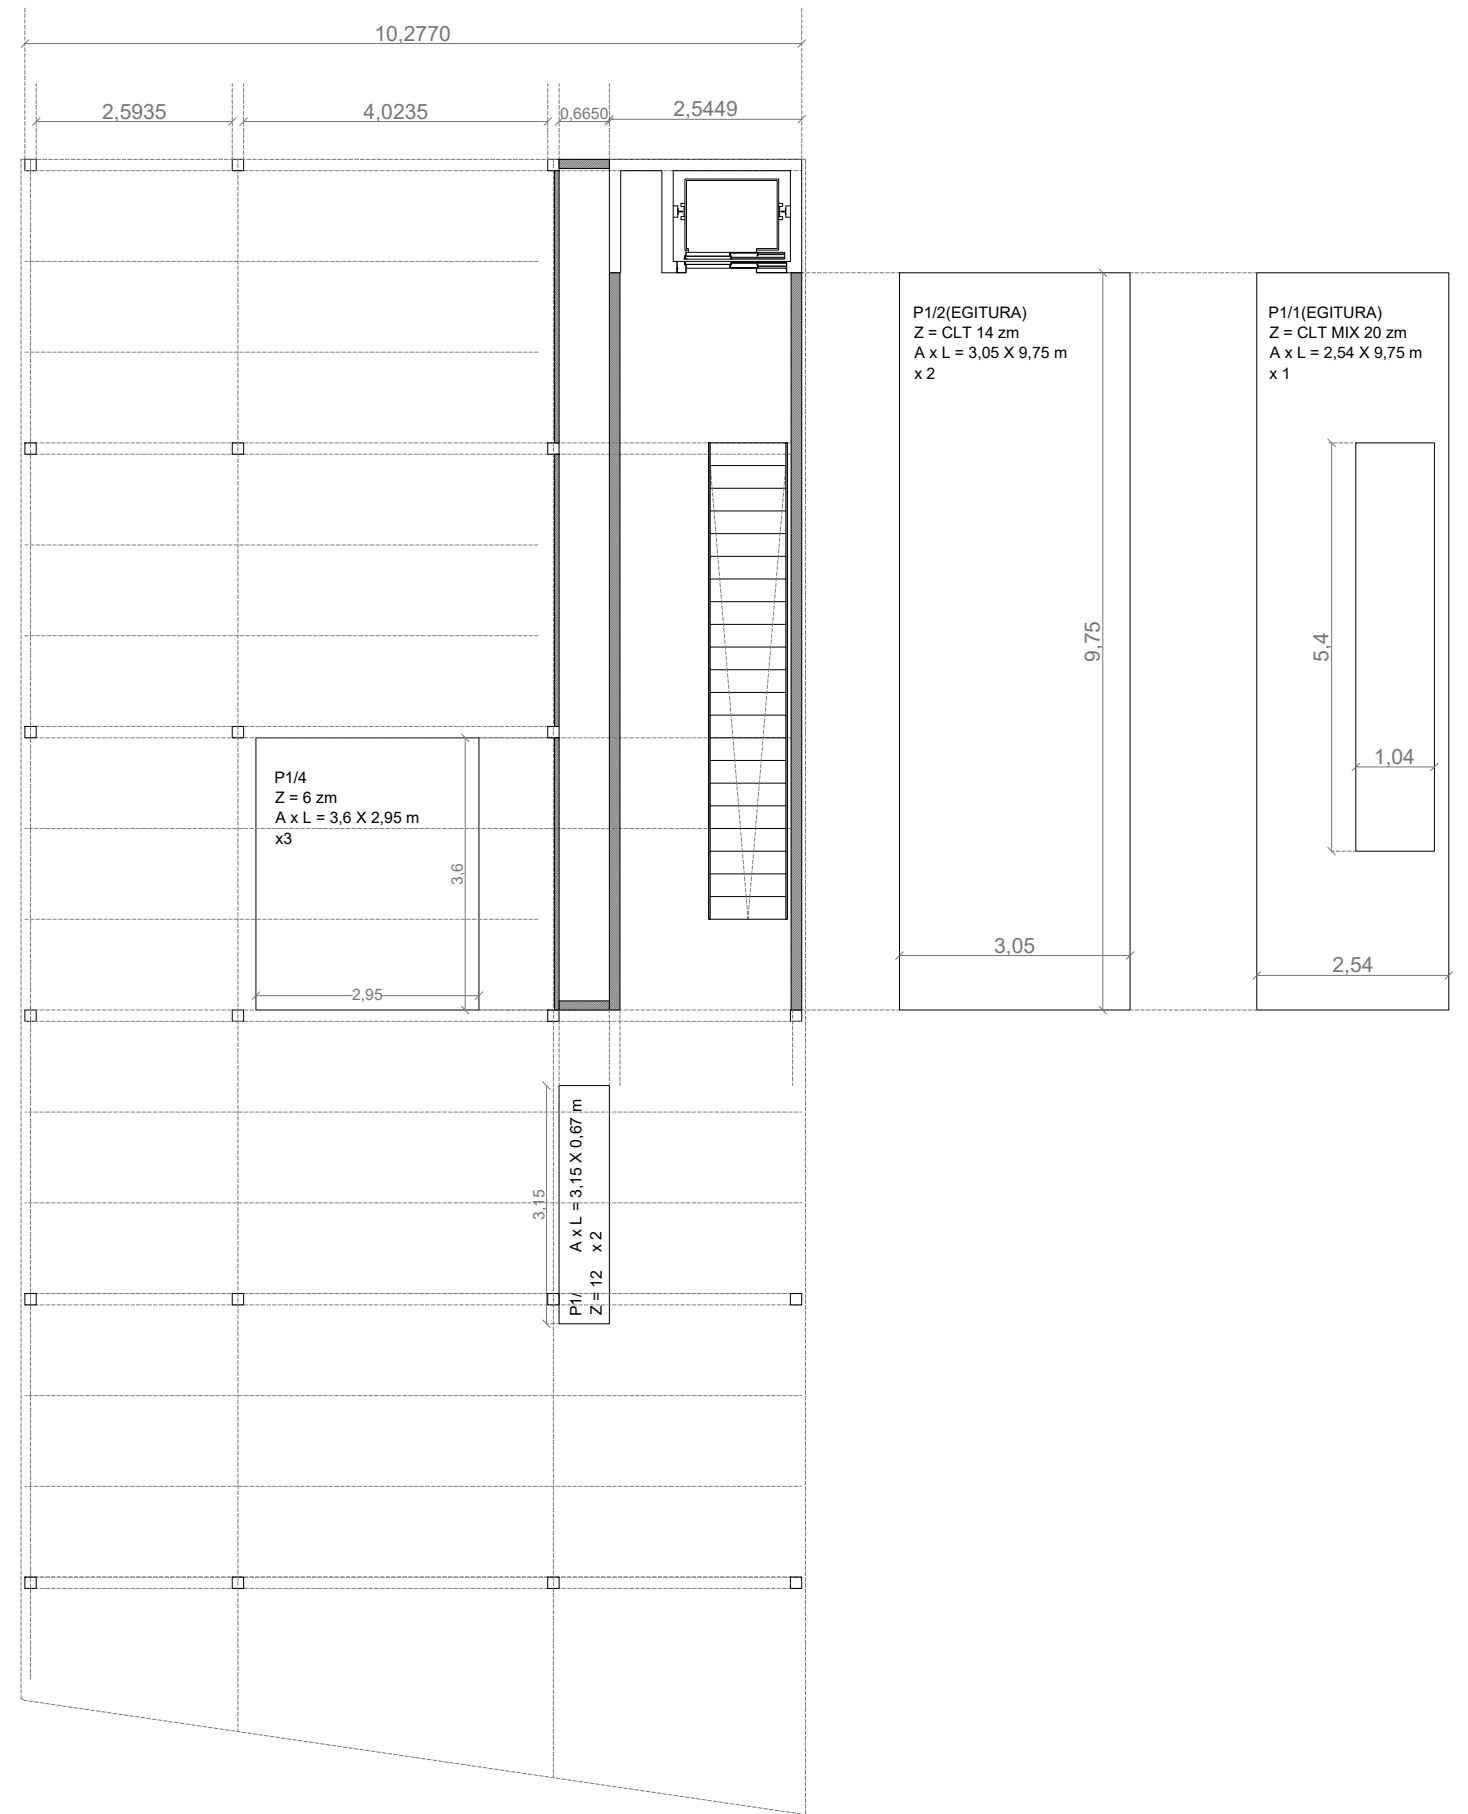 10,2770
2,5935
4,0235
0,6650
2,5449
P1/2(EGITURA)
Z = CLT 14 zm
A x L = 3,05 X 9,75 m
x 2
P1/1(EGITURA)
Z = CLT MIX 20 zm
A x L = 2,54 X 9,75 m
x 1
9,75
5,4
1,04
3,05
2,54
P1/4
Z = 6 zm
A x L = 3,6 X 2,95 m
x3
3,6
2,95
3,15
P1/ A x L = 3,15 X 0,67 m
Z = 12 x 2